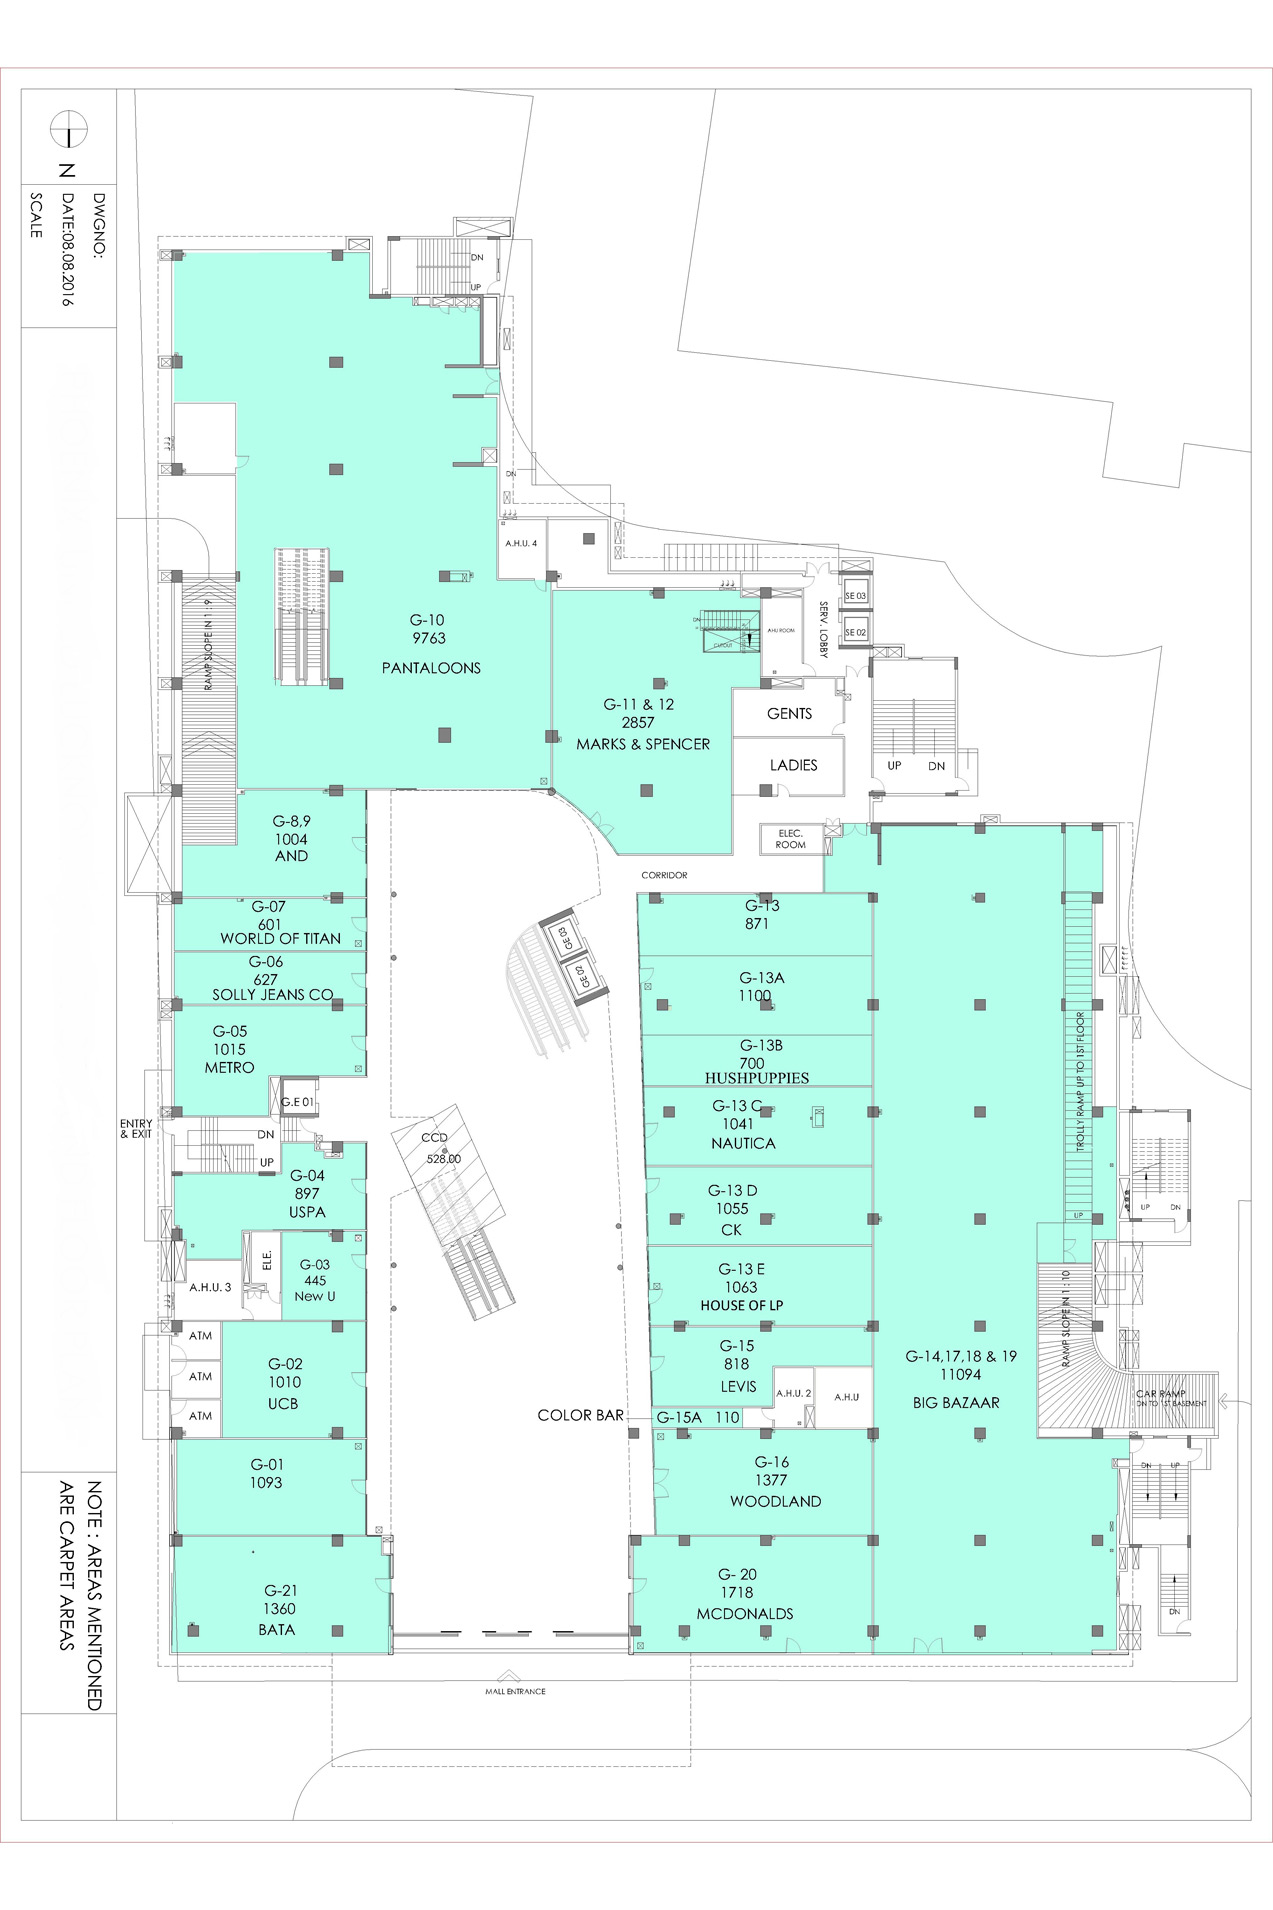 N
DWGNO:
DATE:08.08.2016
SCALE
DN
UP
DN
A.H.U. 4
G-10
9763
PANTALOONS
RAMP SLOPE IN 1 : 9
G-11 & 12
2857
MARKS & SPENCER
DN
CUTOUT
AHU ROOM
SERV. LOBBY
SE 03
SE 02
GENTS
LADIES
UP
DN
ELEC.
ROOM
CORRIDOR
G-8,9
1004
AND
G-07
601
WORLD OF TITAN
G-06
627
SOLLY JEANS CO
G-05
1015
METRO
G.E 01
ENTRY
& EXIT
DN
UP
G-04
897
USPA
A.H.U. 3
ELE.
G-03
445
New U
ATM
ATM
ATM
G-02
1010
UCB
G-01
1093
G-21
1360
BATA
GE 03
GE 02
CCD
528.00
G-13
871
G-13A
1100
G-13B
700
HUSHPUPPIES
G-13 C
1041
NAUTICA
G-13 D
1055
CK
G-13 E
1063
HOUSE OF LP
G-15
818
LEVIS
A.H.U. 2
A.H.U
COLOR BAR
G-15A 110
G-16
1377
WOODLAND
G- 20
1718
MCDONALDS
G-14,17,18 & 19
11094
BIG BAZAAR
TROLLY RAMP UP TO 1ST FLOOR
UP
RAMP SLOPE IN 1 : 10
CAR RAMP
DN TO 1ST BASEMENT
UP
DN
DN
UP
DN
MALL ENTRANCE
NOTE : AREAS MENTIONED
ARE CARPET AREAS